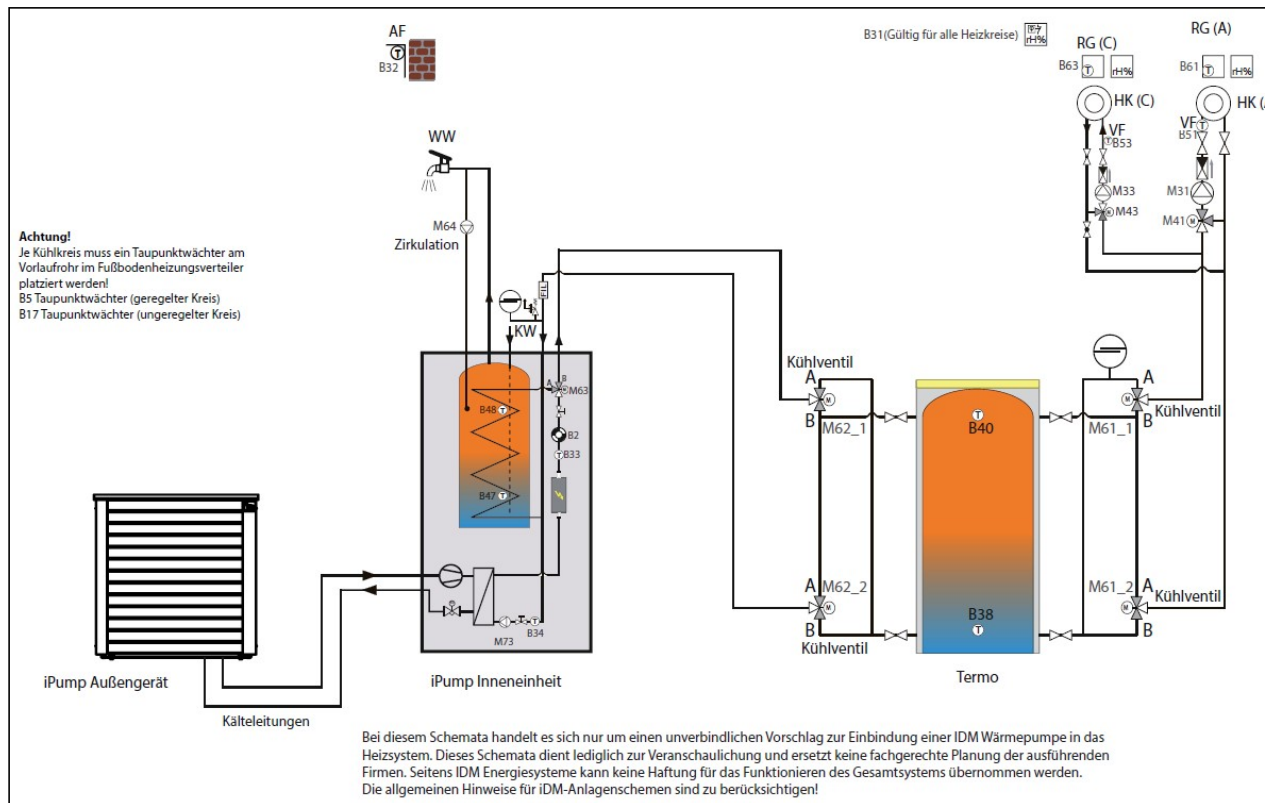 AF
B32
B31(Gültig für alle Heizkreise)
rH%
RG (C)
B63
T
rH%
RG (A)
B61
T
rH%
HK (C)
HK (
VF
B53
VF
B51
M33
M31
M43
M41
WW
M64
Zirkulation
Achtung!
Je Kühlkreis muss ein Taupunktwächter am
Vorlaufrohr im Fußbodenheizungsverteiler
platziert werden!
B5 Taupunktwächter (geregelter Kreis)
B17 Taupunktwächter (ungeregelter Kreis)
FIL
KW
A
B
M63
B48
T
B2
B33
T
B47
T
M73
B34
T
iPump Außengerät
iPump Inneneinheit
Kälteleitungen
Kühlventil
A
M
B
M62_1
A
M62_2
M
B
Kühlventil
B40
T
B38
T
Termo
A
M
Kühlventil
M61_1
B
M61_2
A
Kühlventil
M
B
Bei diesem Schemata handelt es sich nur um einen unverbindlichen Vorschlag zur Einbindung einer IDM Wärmepumpe in das
Heizsystem. Dieses Schemata dient lediglich zur Veranschaulichung und ersetzt keine fachgerechte Planung der ausführenden
Firmen. Seitens IDM Energiesysteme kann keine Haftung für das Funktionieren des Gesamtsystems übernommen werden.
Die allgemeinen Hinweise für iDM-Anlagenschemen sind zu berücksichtigen!